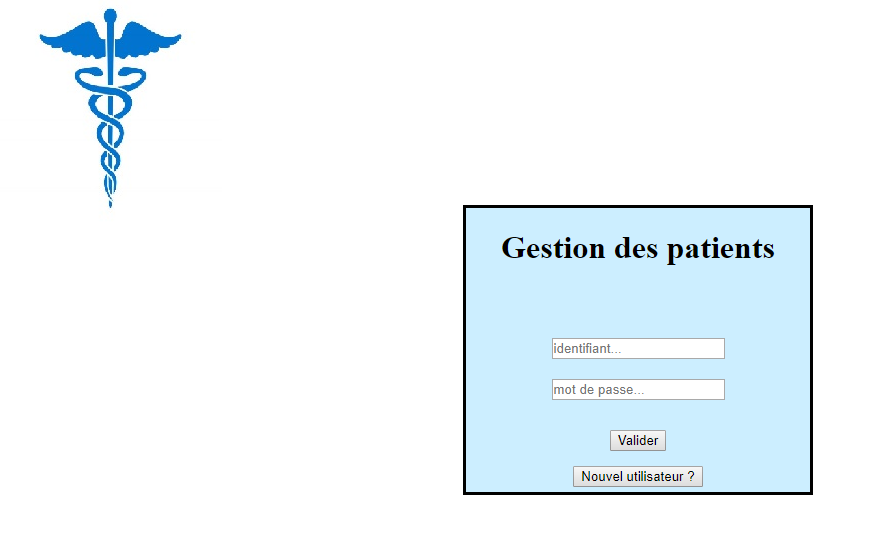 Gestion des patients
identifiant...
mot de passe...
Valider
Nouvel utilisateur ?